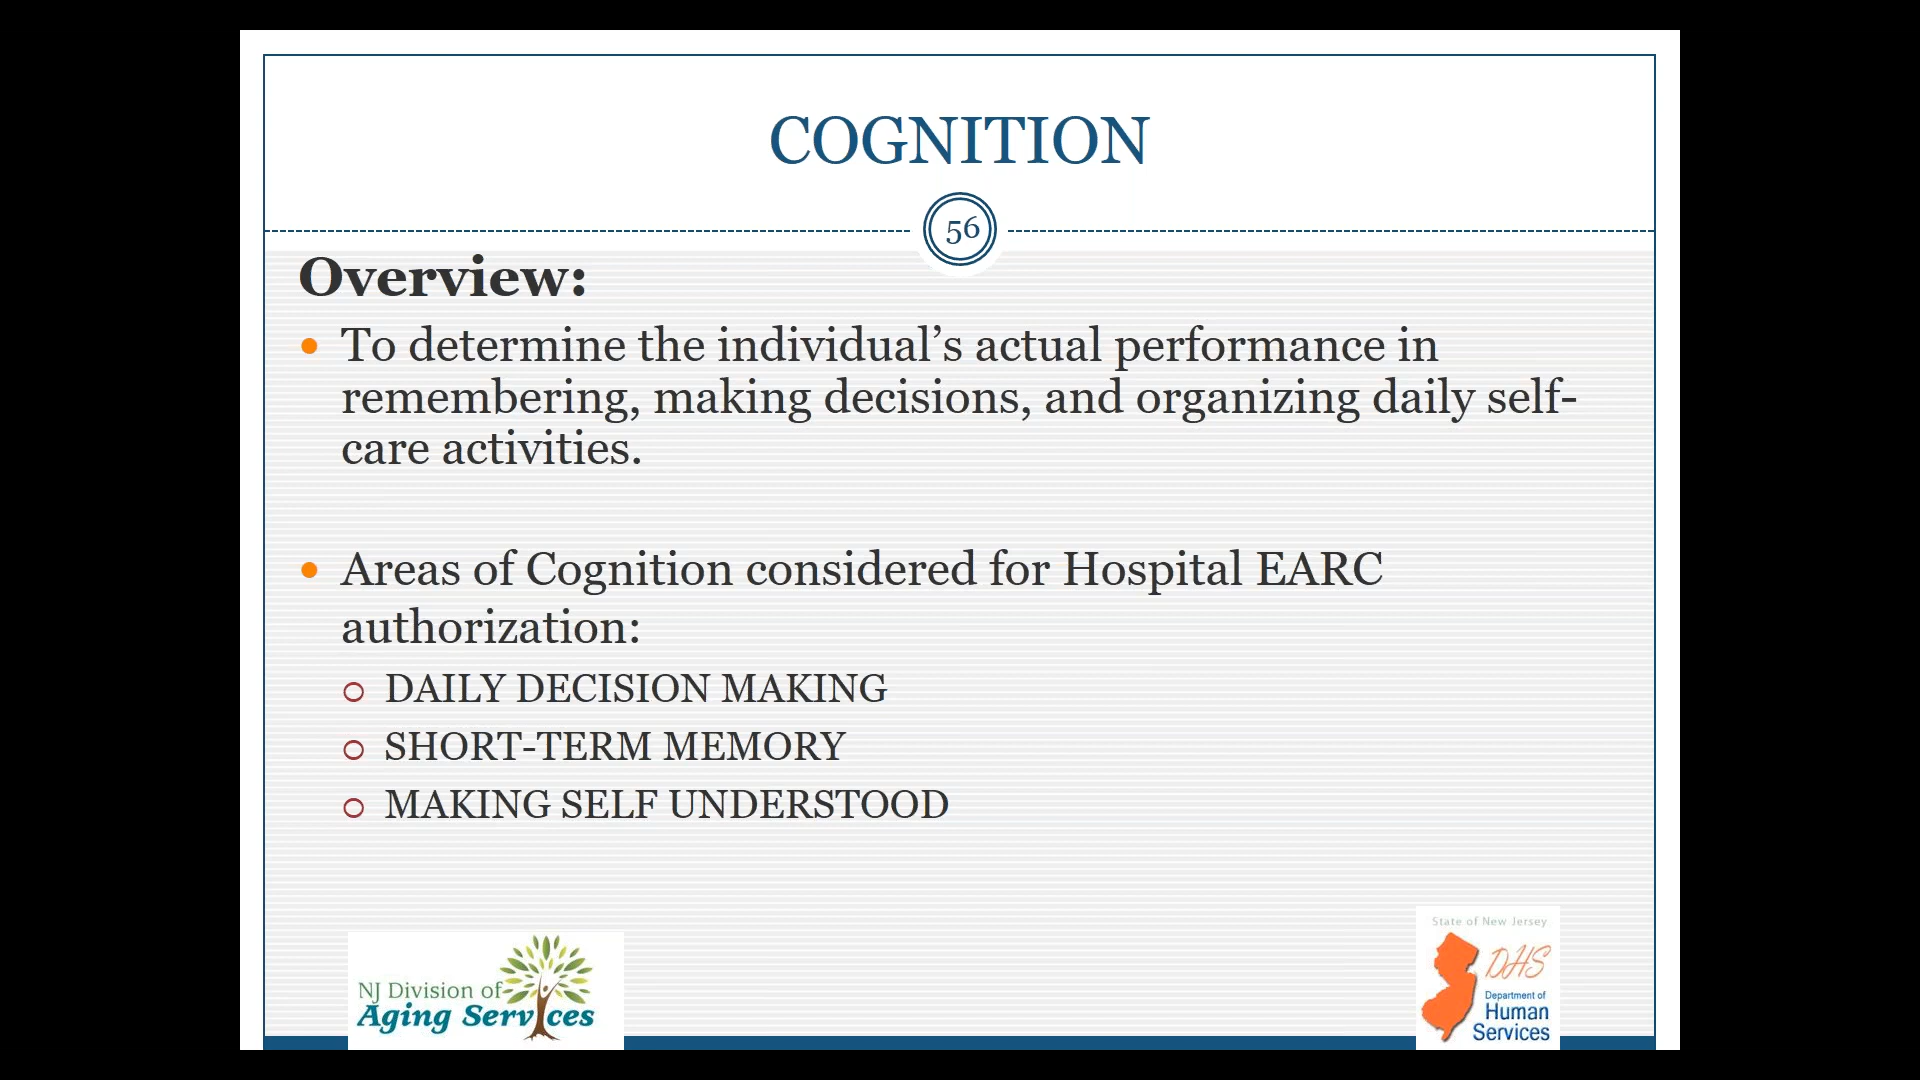 COGNITION
56
Overview:
To determine the individual’s actual performance in
remembering, making decisions, and organizing daily self-
care activities.
Areas of Cognition considered for Hospital EARC
authorization:
DAILY DECISION MAKING
SHORT-TERM MEMORY
MAKING SELF UNDERSTOOD
NJ Division of
Aging Services
State of New Jersey
DHS
Department of
Human
Services